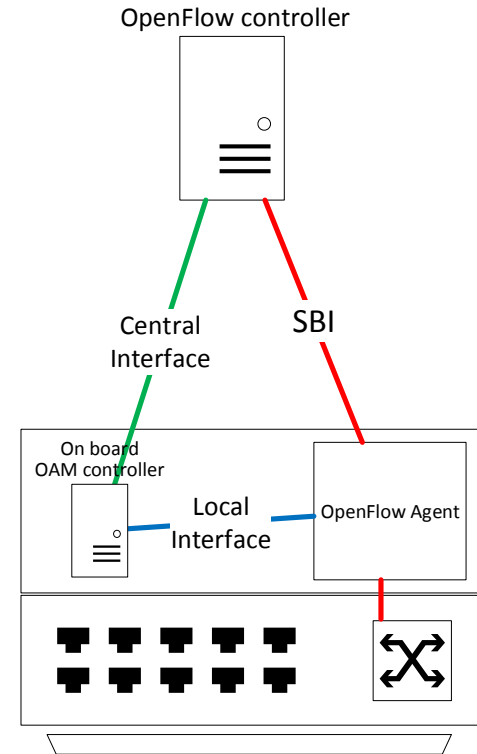 OpenFlow controller
Central
Interface
SBI
On board
OAM controller
Local
Interface
OpenFlow Agent